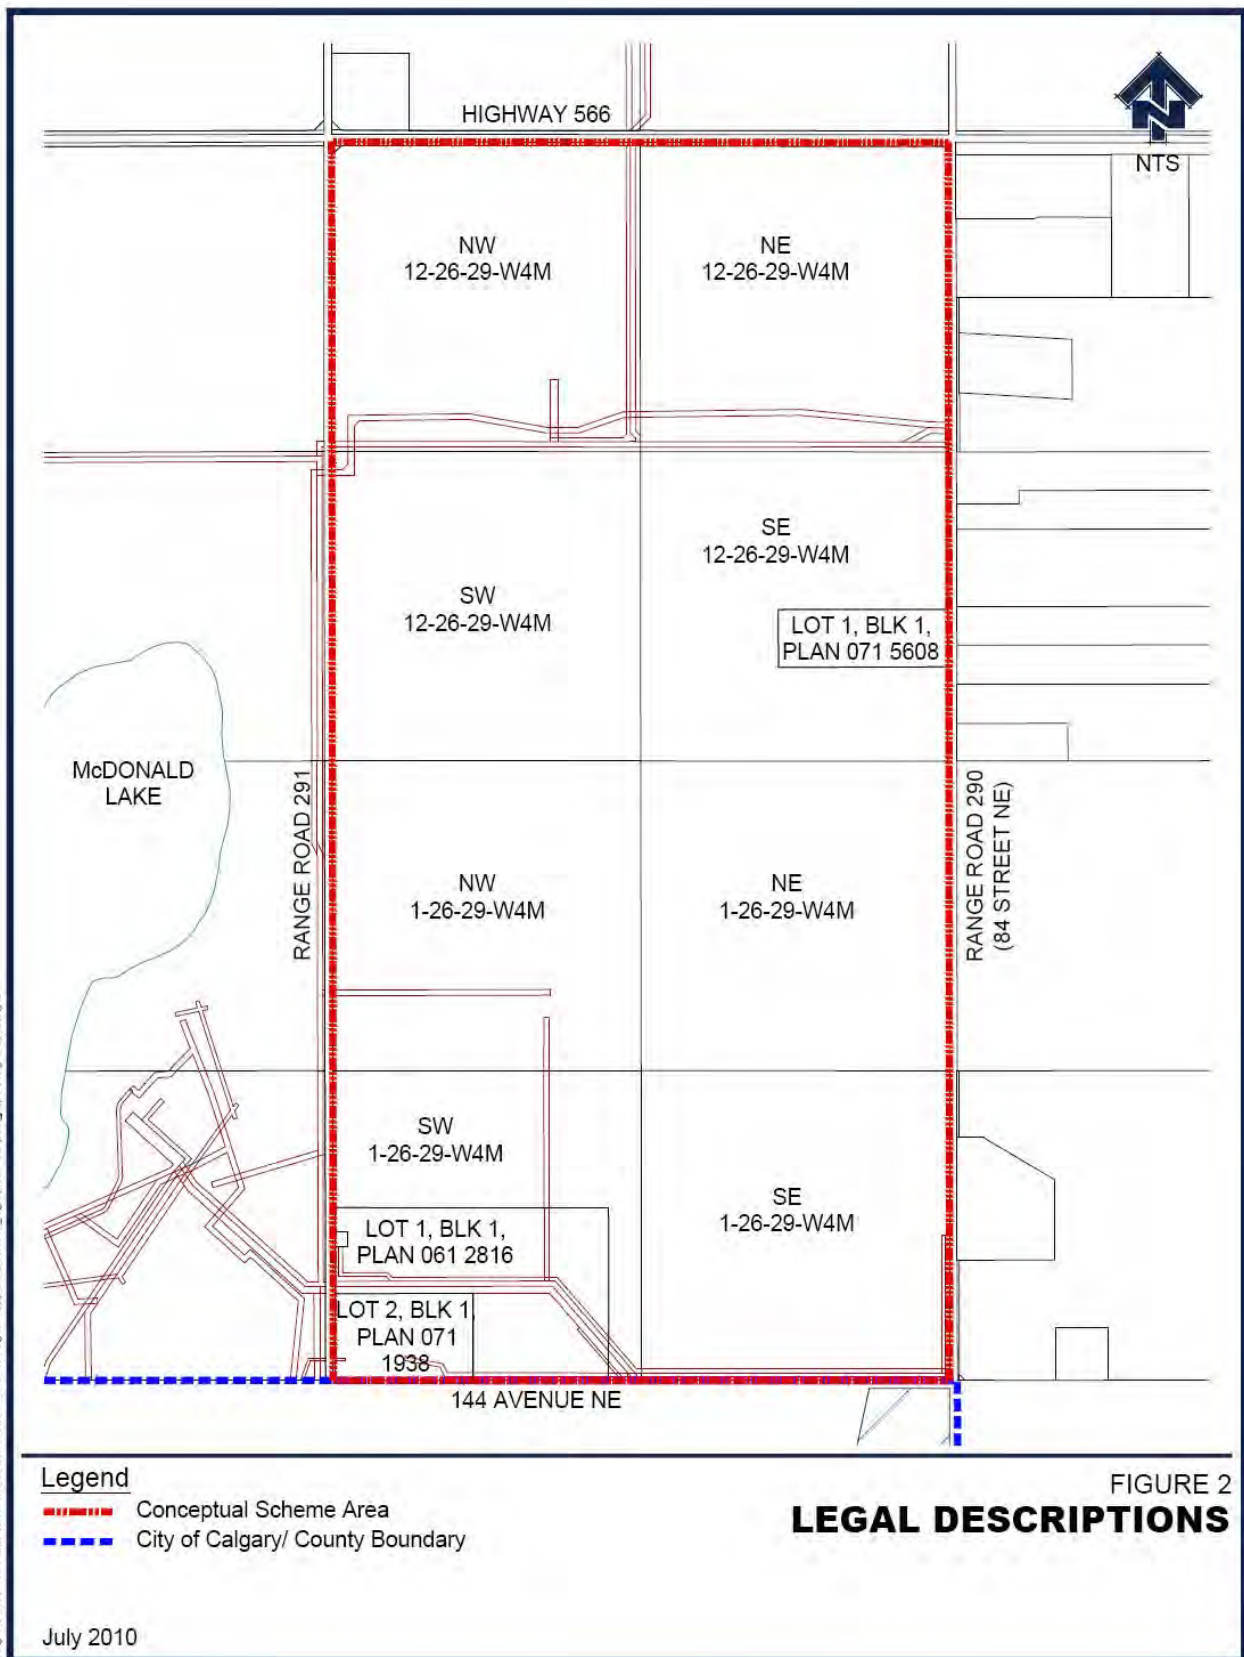 HIGHWAY 566
N
NTS
NW
12-26-29-W4M
NE
12-26-29-W4M
SE
12-26-29-W4M
SW
12-26-29-W4M
LOT 1, BLK 1,
PLAN 071 5608
McDONALD
LAKE
RANGE ROAD 291
RANGE ROAD 290
(84 STREET NE)
NW
1-26-29-W4M
NE
1-26-29-W4M
SW
1-26-29-W4M
SE
1-26-29-W4M
LOT 1, BLK 1,
PLAN 061 2816
LOT 2, BLK 1,
PLAN 071
1938
144 AVENUE NE
Legend
Conceptual Scheme Area
City of Calgary/ County Boundary
FIGURE 2
LEGAL DESCRIPTIONS
July 2010